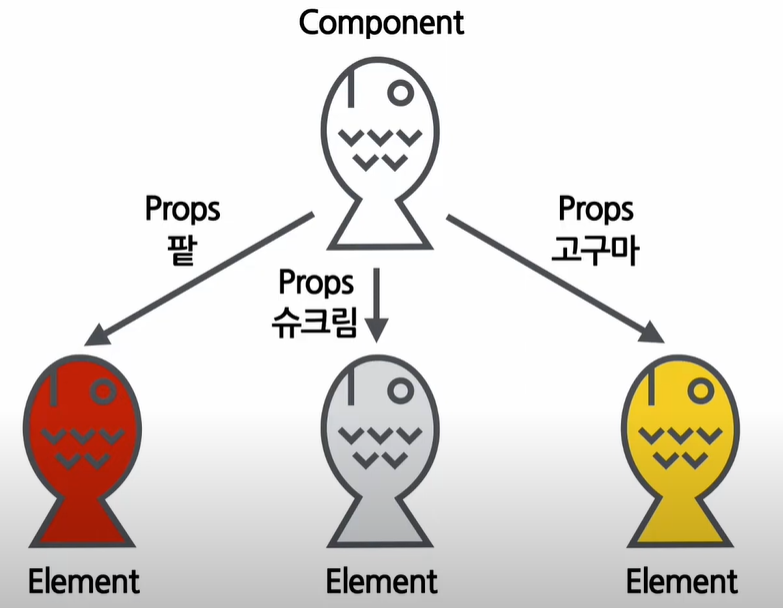 Component
Props
팥
Props
슈크림
Props
고구마
Element
Element
Element